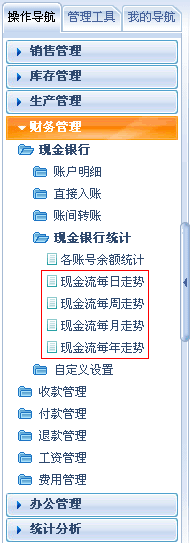 操作导航 管理工具 我的导航
销售管理
库存管理
生产管理
财务管理
现金银行
账户明细
直接入账
账间转账
现金银行统计
各账号余额统计
现金流每日走势
现金流每周走势
现金流每月走势
现金流每年走势
自定义设置
收款管理
付款管理
退款管理
工资管理
费用管理
办公管理
统计分析